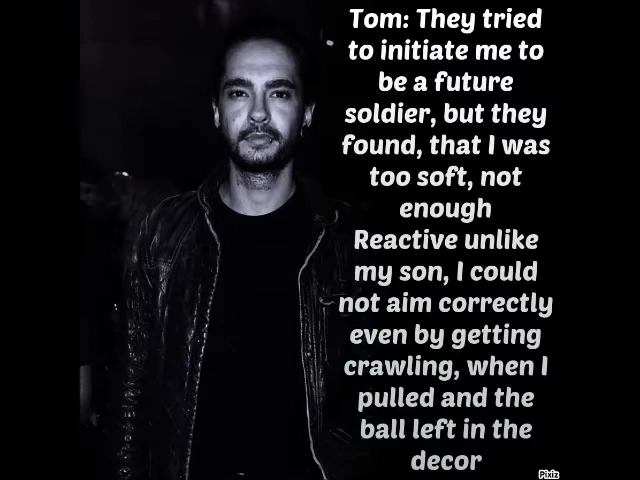 Tom: They tried
to initiate me to
be a future
soldier, but they
found, that I was
too soft, not
enough
Reactive unlike
my son, I could
not aim correctly
even by getting
crawling, when I
pulled and the
ball left in the
decor
Pixiz